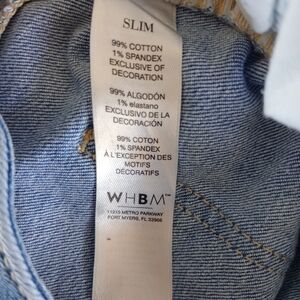 SLIM
99% COTTON
1% SPANDEX
EXCLUSIVE OF
DECORATION
99% ALGODÓN
1% elastano
EXCLUSIVO DE LA
DECORACIÓN
99% COTON
1% SPANDEX
À L'EXCEPTION DES
MOTIFS
DÉCORATIFS
WHBM™
11215 METRO PARKWAY
FORT MYERS, FL 33966